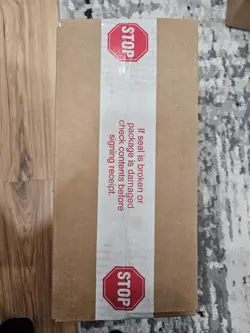 STOP
If seal is broken or
package is damaged
check contents before
signing receipt.
STOP